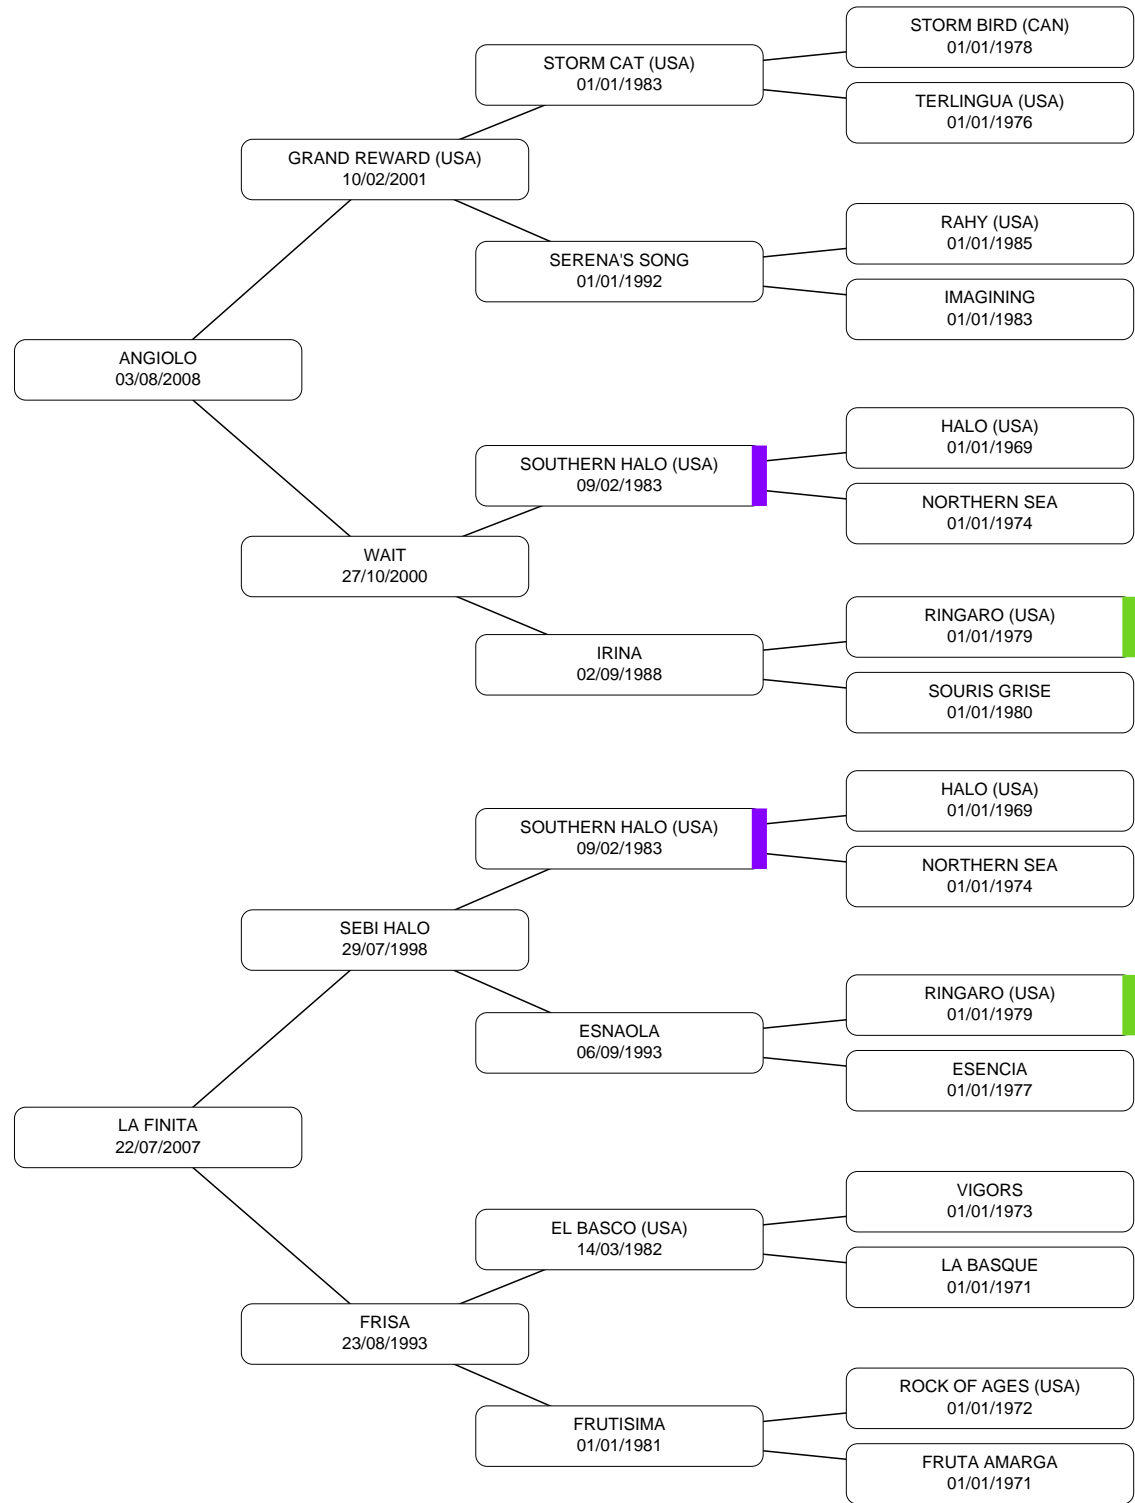 STORM BIRD (CAN)
01/01/1978
STORM CAT (USA)
01/01/1983
TERLINGUA (USA)
01/01/1976
GRAND REWARD (USA)
10/02/2001
RAHY (USA)
01/01/1985
SERENA'S SONG
01/01/1992
IMAGINING
01/01/1983
ANGIOLO
03/08/2008
HALO (USA)
01/01/1969
SOUTHERN HALO (USA)
09/02/1983
NORTHERN SEA
01/01/1974
WAIT
27/10/2000
RINGARO (USA)
01/01/1979
IRINA
02/09/1988
SOURIS GRISE
01/01/1980
HALO (USA)
01/01/1969
SOUTHERN HALO (USA)
09/02/1983
NORTHERN SEA
01/01/1974
SEBI HALO
29/07/1998
RINGARO (USA)
01/01/1979
ESNAOLA
06/09/1993
ESENCIA
01/01/1977
LA FINITA
22/07/2007
VIGORS
01/01/1973
EL BASCO (USA)
14/03/1982
LA BASQUE
01/01/1971
FRISA
23/08/1993
ROCK OF AGES (USA)
01/01/1972
FRUTISIMA
01/01/1981
FRUTA AMARGA
01/01/1971